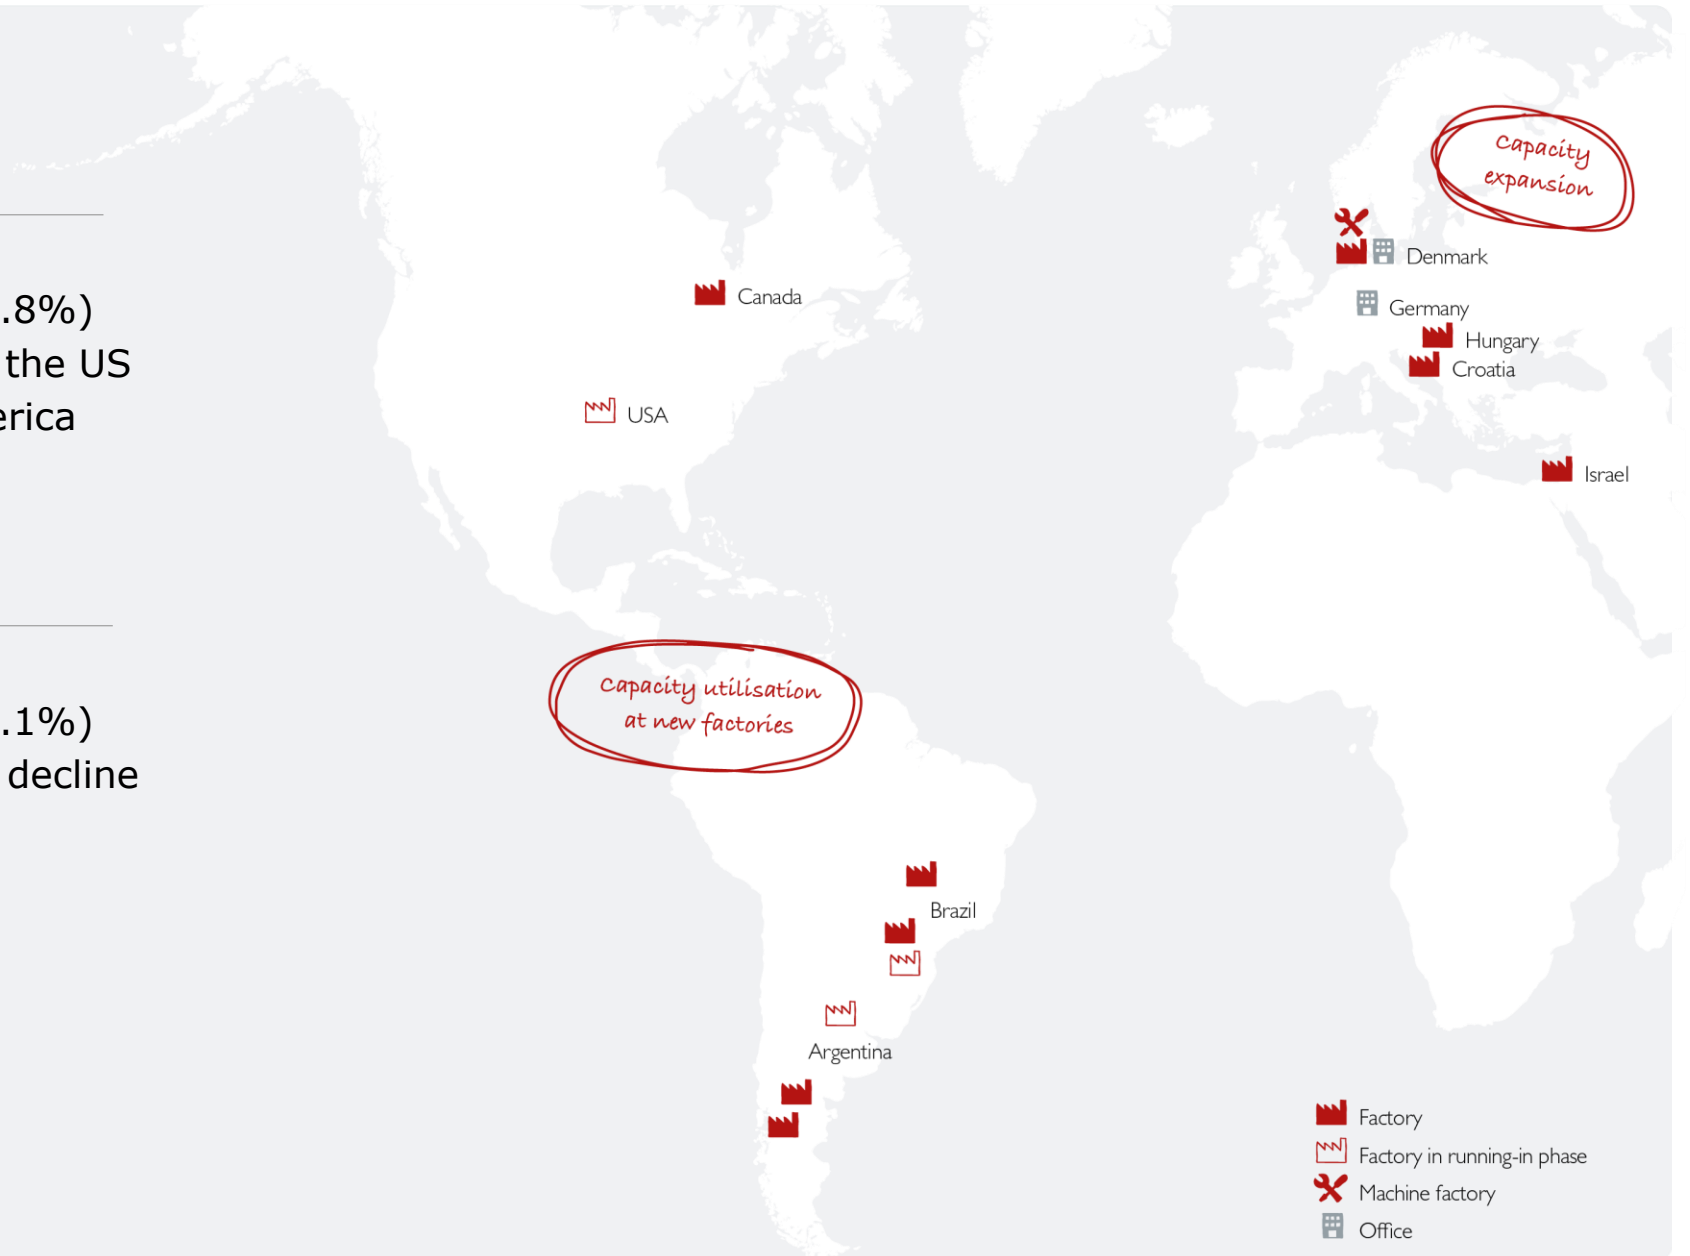 .8%)
the US
erica
.1%)
decline
Capacity
expansion
Denmark
Germany
Hungary
Croatia
Israel
Canada
USA
Capacity utilisation
at new factories
Brazil
Argentina
Factory
Factory in running-in phase
Machine factory
Office